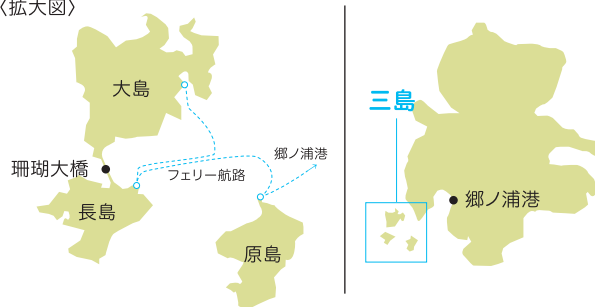 〈拡大図〉
大島
珊瑚大橋
フェリー航路
郷ノ浦港
長島
原島
三島
郷ノ浦港